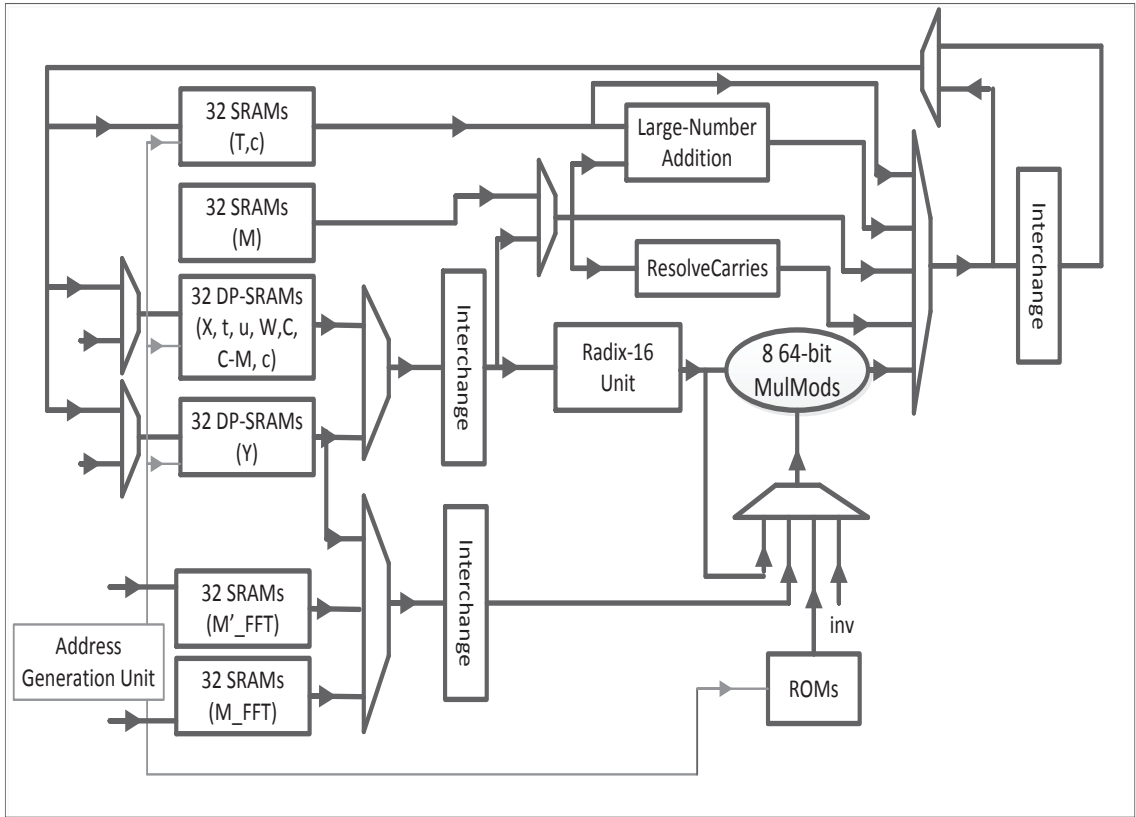 32 SRAMs
(T,c)
Large-Number
Addition
32 SRAMs
(M)
Interchange
ResolveCarries
32 DP-SRAMs
(X, t, u, W,C,
C-M, c)
Interchange
Radix-16
Unit
8 64-bit
MulMods
32 DP-SRAMs
(Y)
Interchange
32 SRAMs
(M’_FFT)
inv
Address
Generation Unit
32 SRAMs
(M_FFT)
ROMs